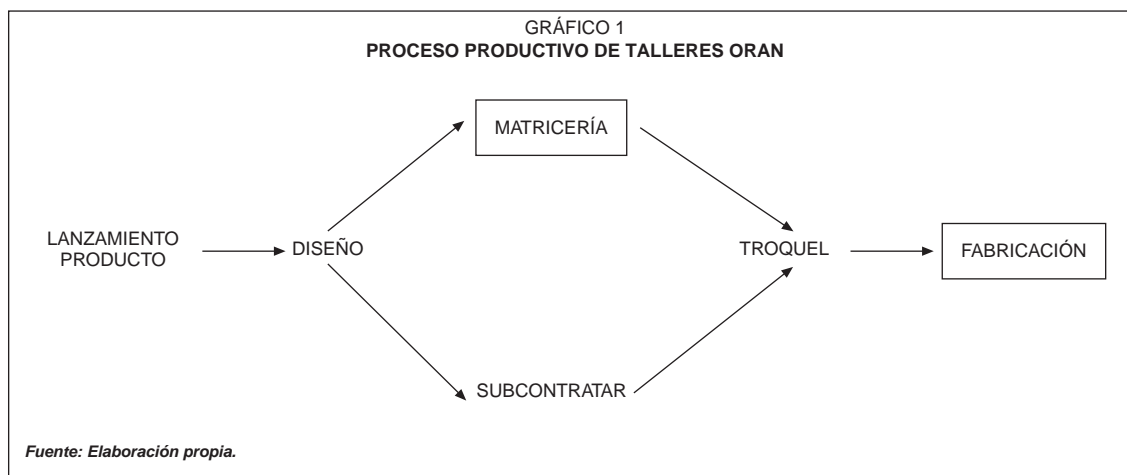 GRÁFICO 1
PROCESO PRODUCTIVO DE TALLERES ORAN
MATRICERÍA
LANZAMIENTO
PRODUCTO
DISEÑO
TROQUEL
FABRICACIÓN
SUBCONTRATAR
Fuente: Elaboración propia.